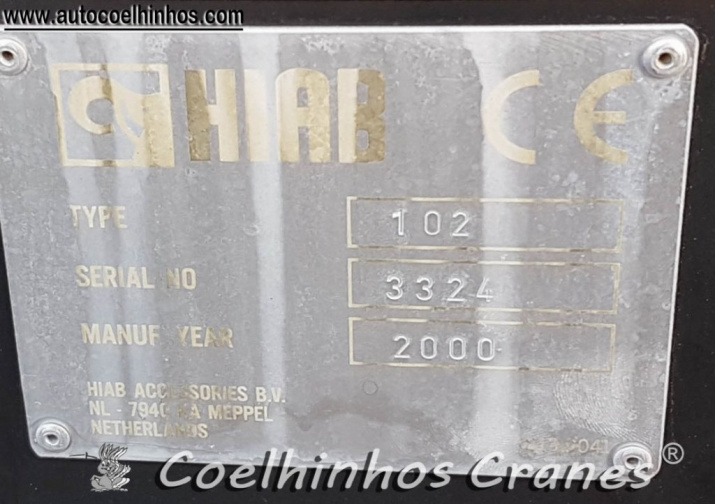 www.autocoelhinhos.com
HIAB CE
TYPE 102
SERIAL NO 3324
MANUF YEAR 2000
HIAB ACCESSORIES B.V.
NL - 7940 KA MEPPEL
NETHERLANDS
Coelhinhos Cranes ®